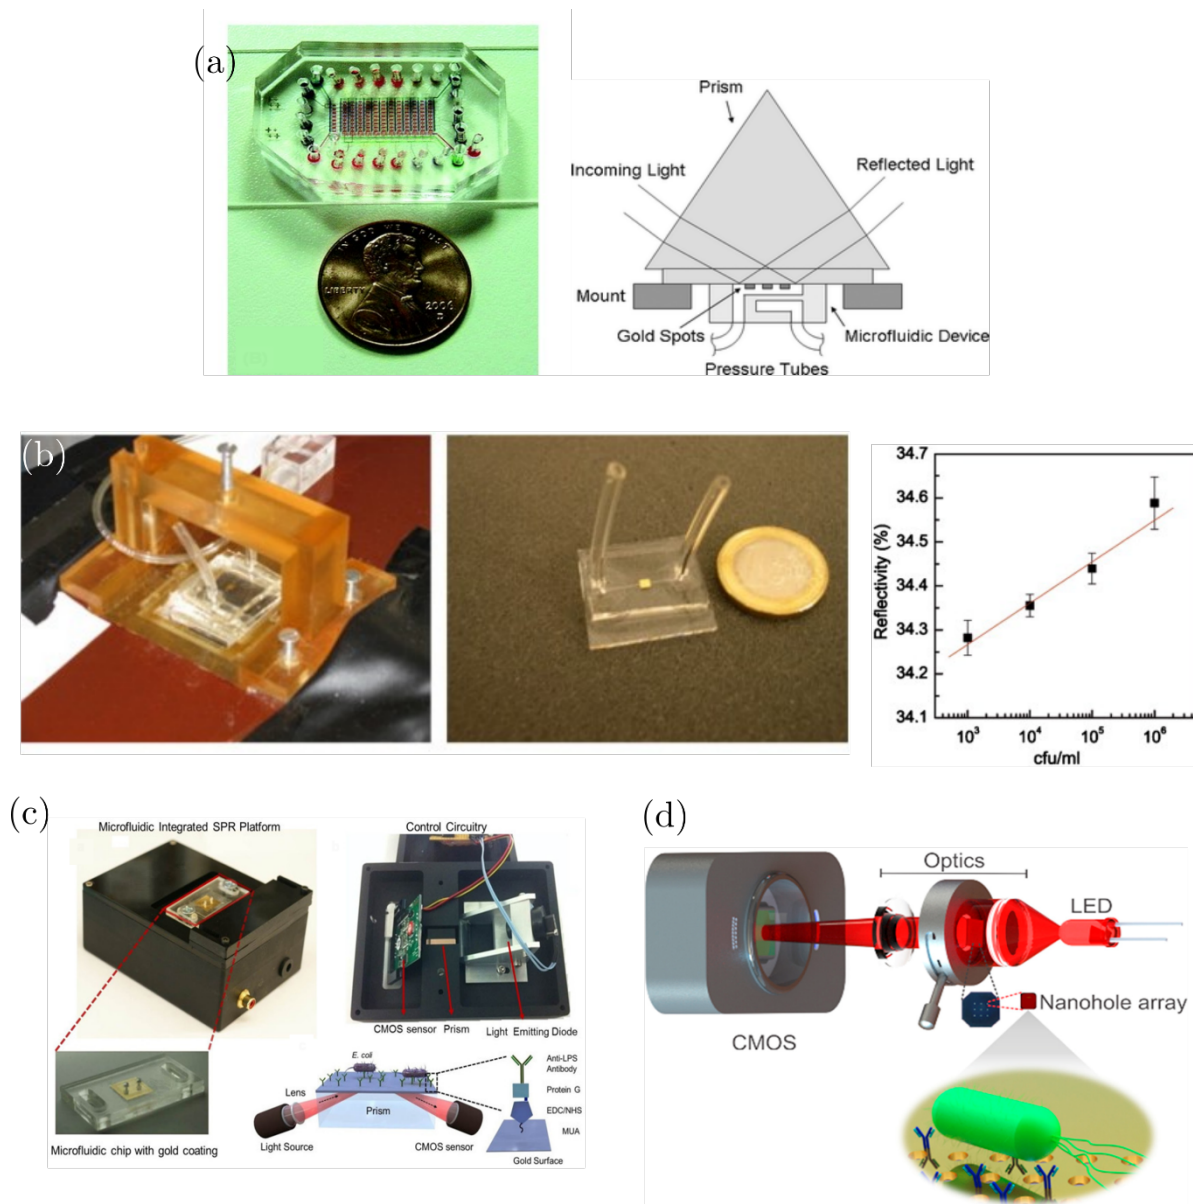 (a)
IN GOD WE TRUST
LIBERTY
2006
D
Prism
Incoming Light
Reflected Light
Mount
Gold Spots
Microfluidic Device
Pressure Tubes
(b)
34.7
34.6
34.5
34.4
34.3
34.2
34.1
Reflectivity (%)
10³
10⁴
10⁵
10⁶
cfu/ml
(c)
Microfluidic Integrated SPR Platform
Control Circuitry
CMOS sensor
Prism
Light Emitting Diode
Microfluidic chip with gold coating
E. coli
Lens
Prism
Light Source
CMOS sensor
Anti-LPS
Antibody
Protein G
EDC/NHS
MUA
Gold Surface
(d)
Optics
LED
Nanohole array
CMOS